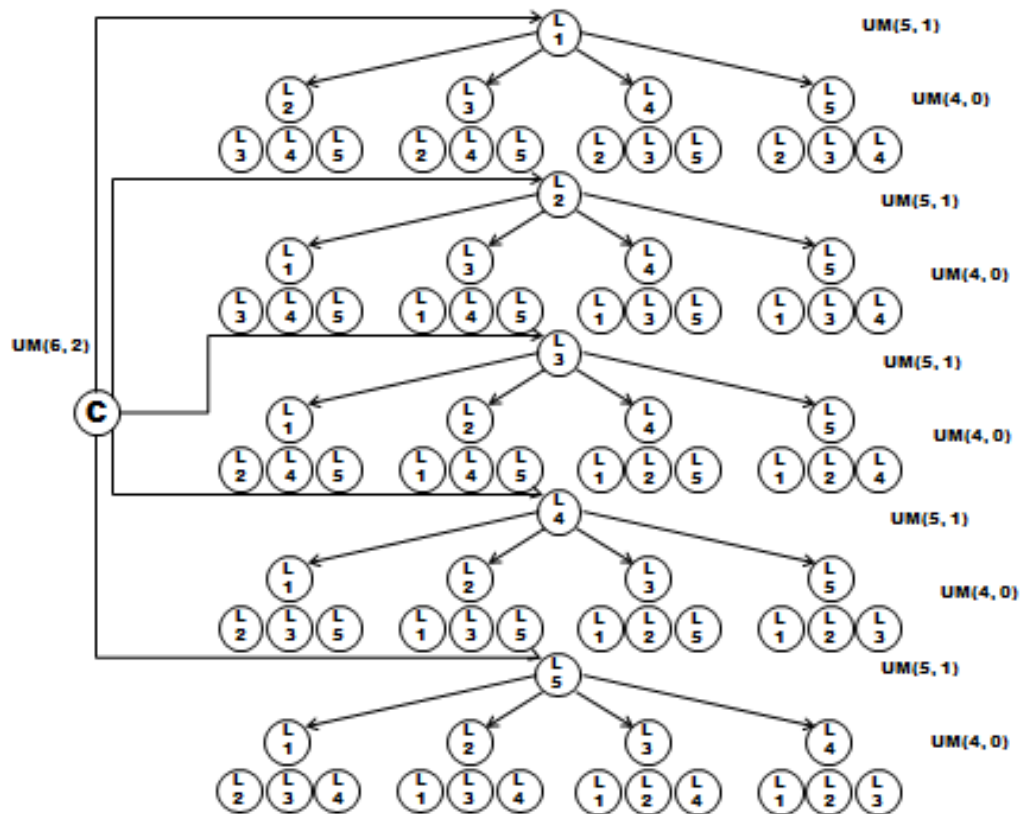 L 1 UM(5, 1)
L 2 L 3 L 4 L 5 UM(4, 0)
L 3 L 4 L 5 L 2 L 4 L 5 L 2 L 3 L 5 L 2 L 3 L 4
L 2 UM(5, 1)
L 1 L 3 L 4 L 5 UM(4, 0)
L 3 L 4 L 5 L 1 L 4 L 5 L 1 L 3 L 5 L 1 L 3 L 4
UM(6, 2)
L 3 UM(5, 1)
C
L 1 L 2 L 4 L 5 UM(4, 0)
L 2 L 4 L 5 L 1 L 4 L 5 L 1 L 2 L 5 L 1 L 2 L 4
L 4 UM(5, 1)
L 1 L 2 L 3 L 5 UM(4, 0)
L 2 L 3 L 5 L 1 L 3 L 5 L 1 L 2 L 5 L 1 L 2 L 3
L 5 UM(5, 1)
L 1 L 2 L 3 L 4 UM(4, 0)
L 2 L 3 L 4 L 1 L 3 L 4 L 1 L 2 L 4 L 1 L 2 L 3